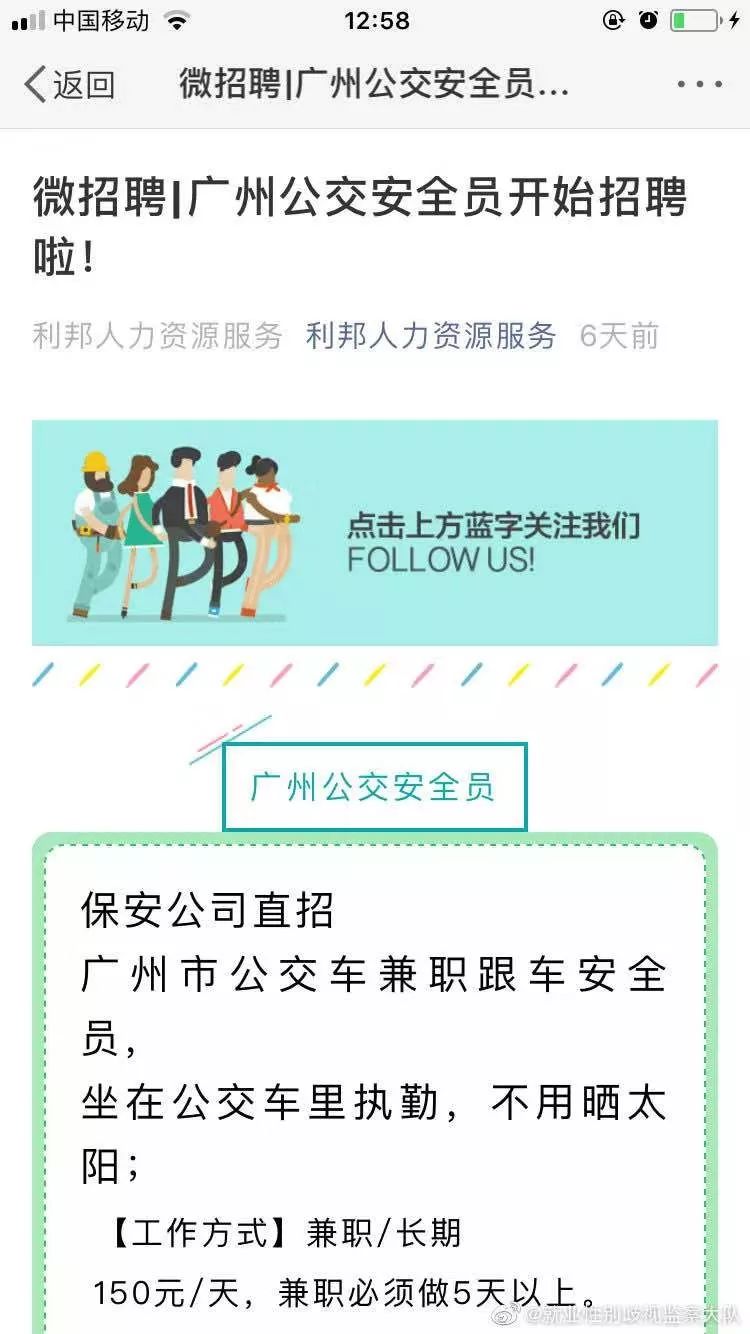 中国移动 12:58
返回 微招聘|广州公交安全员...
微招聘|广州公交安全员开始招聘
啦!
利邦人力资源服务 利邦人力资源服务 6天前
点击上方蓝字关注我们
FOLLOW US!
广州公交安全员
保安公司直招
广州市公交车兼职跟车安全
员，
坐在公交车里执勤，不用晒太
阳；
【工作方式】兼职/长期
150元/天，兼职必须做5天以上。
@就业性别歧视监察大队